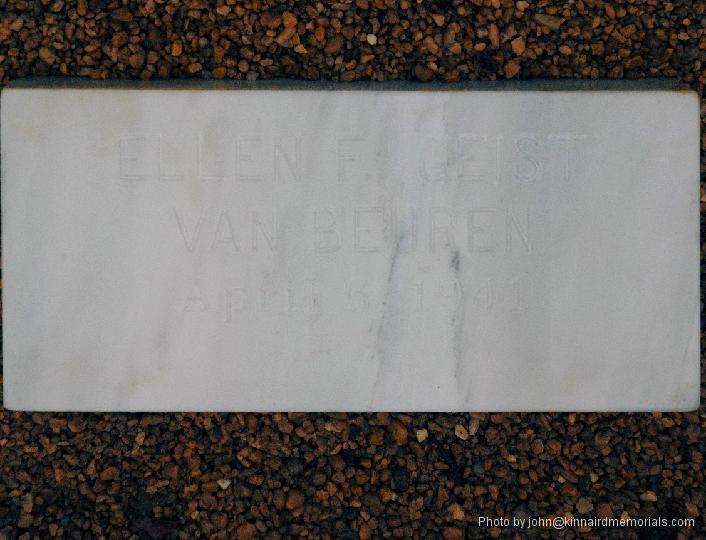 ELLEN F. GEIST
VAN BEUREN
April 6, 1941
Photo by john@kinnairdmemorials.com